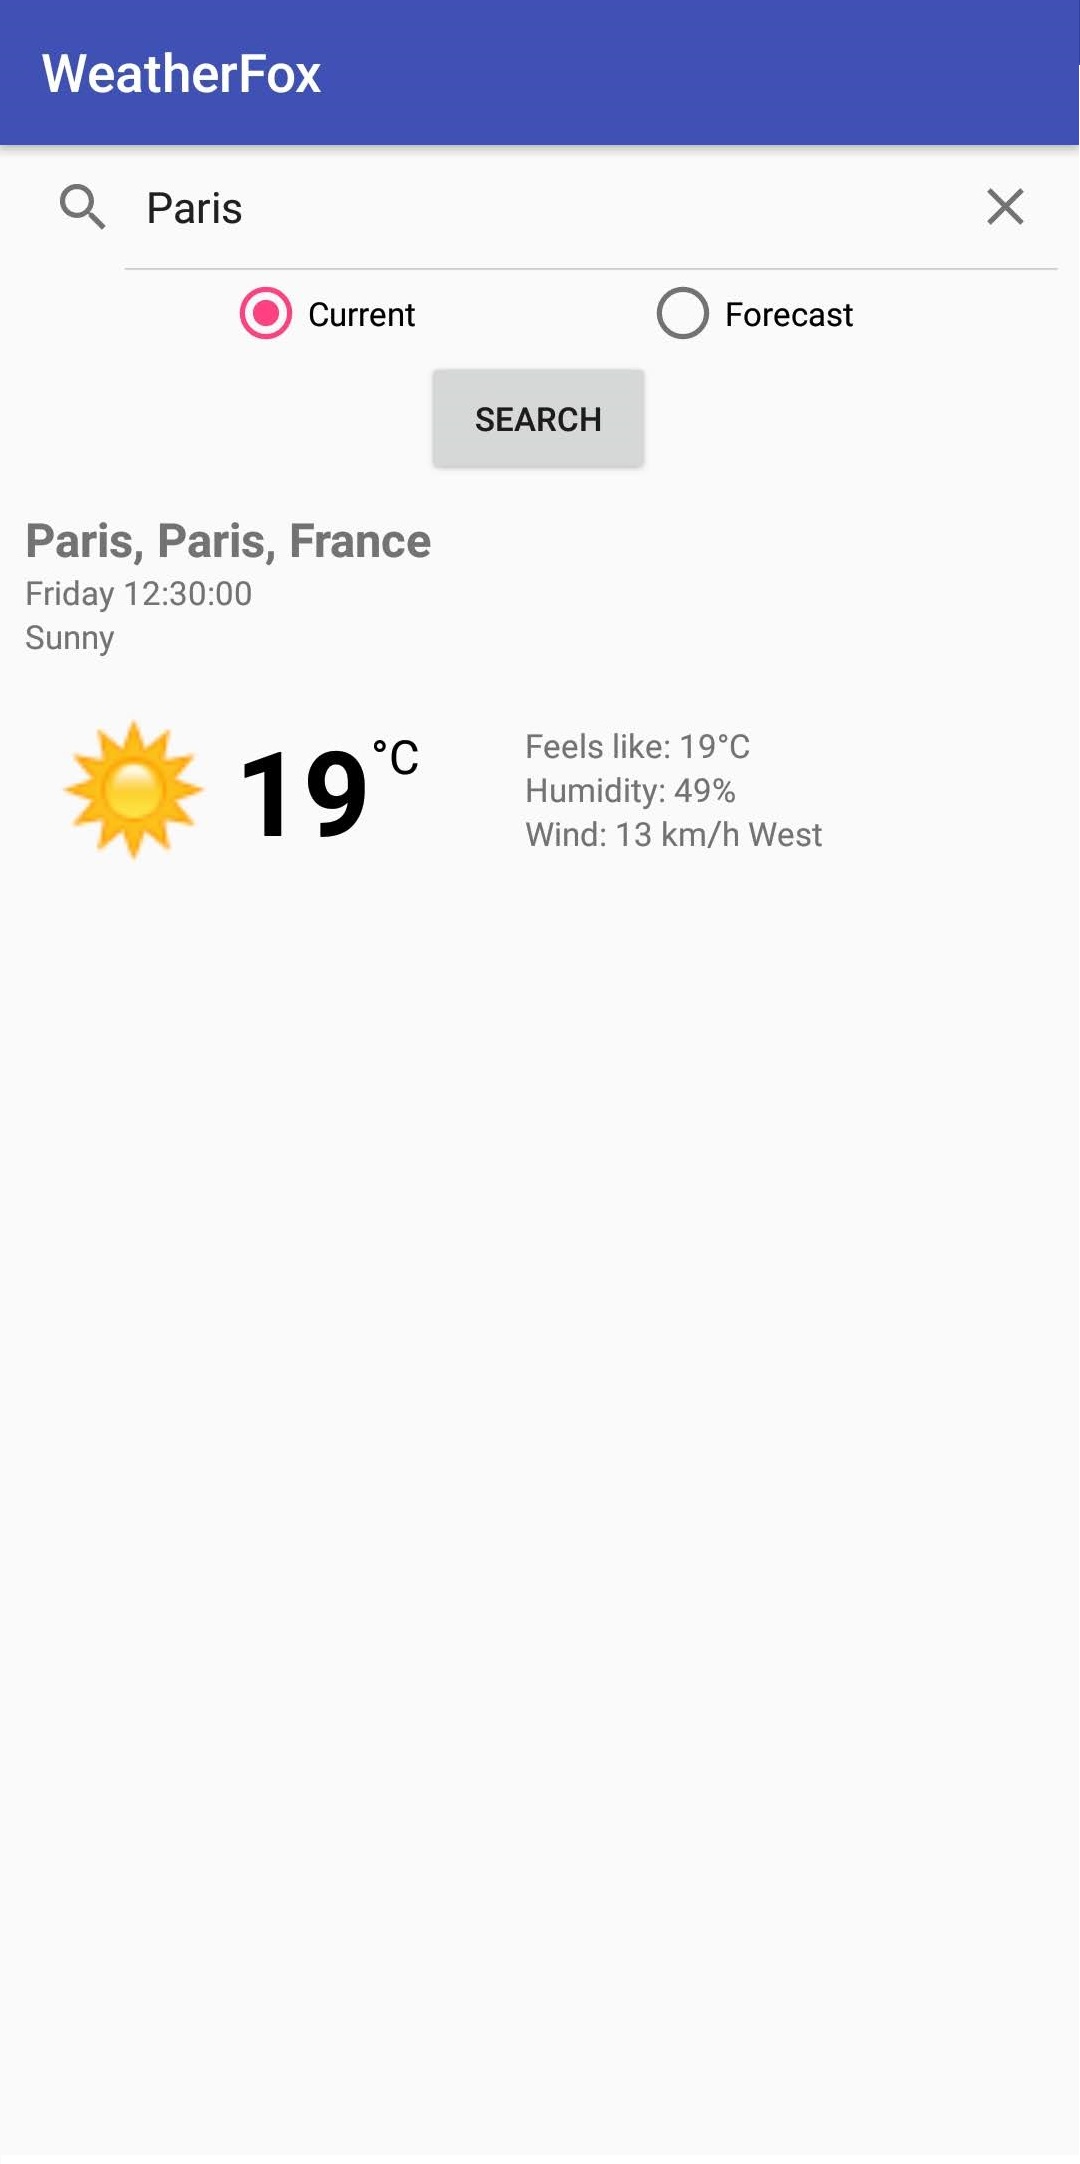 WeatherFox
Paris
Current
Forecast
SEARCH
Paris, Paris, France
Friday 12:30:00
Sunny
19 °C
Feels like: 19°C
Humidity: 49%
Wind: 13 km/h West